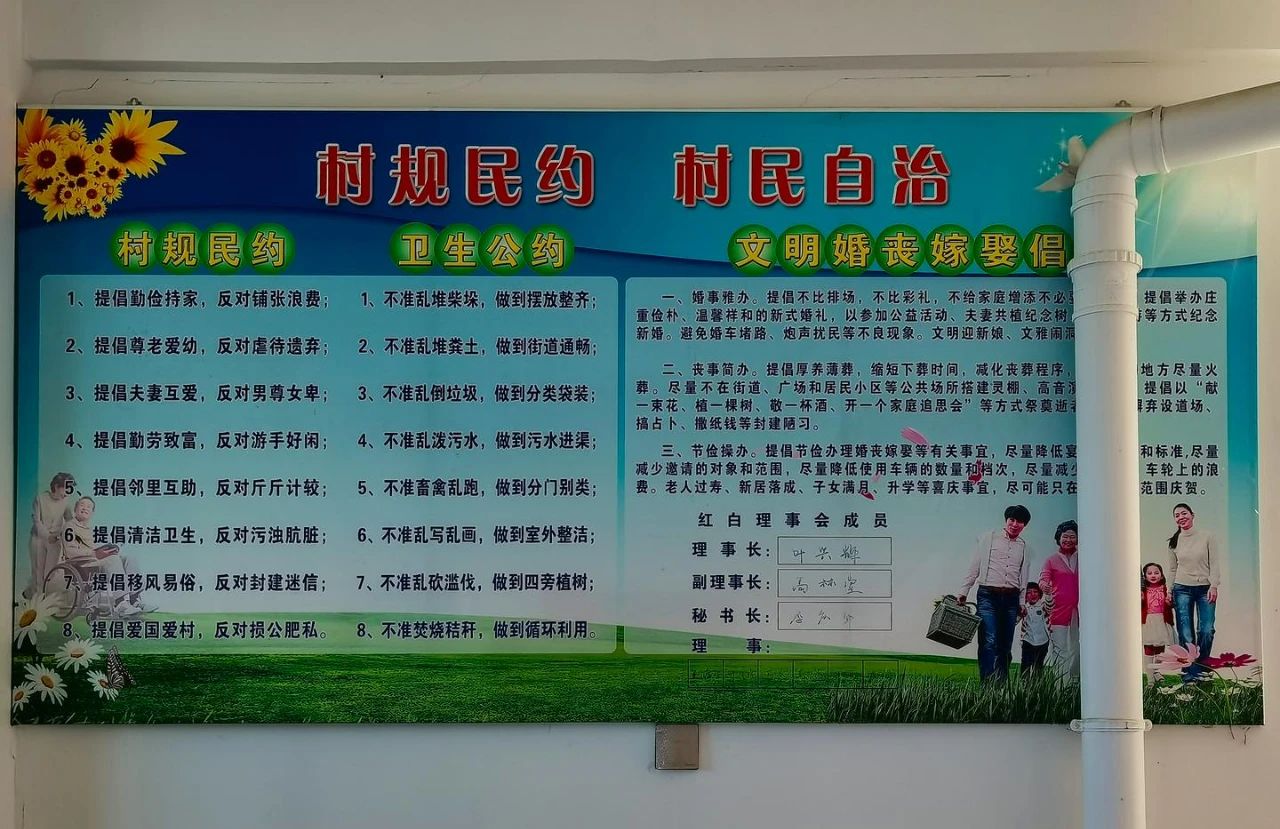 村规民约 村民自治
村规民约
1、提倡勤俭持家，反对铺张浪费；
2、提倡尊老爱幼，反对虐待遗弃；
3、提倡夫妻互爱，反对男尊女卑；
4、提倡勤劳致富，反对游手好闲；
5、提倡邻里互助，反对斤斤计较；
6、提倡清洁卫生，反对污浊肮脏；
7、提倡移风易俗，反对封建迷信；
8、提倡爱国爱村，反对损公肥私。
卫生公约
1、不准乱堆柴垛，做到摆放整齐；
2、不准乱堆粪土，做到街道通畅；
3、不准乱倒垃圾，做到分类袋装；
4、不准乱泼污水，做到污水进渠；
5、不准畜禽乱跑，做到分门别类；
6、不准乱写乱画，做到室外整洁；
7、不准乱砍滥伐，做到四旁植树；
8、不准焚烧秸秆，做到循环利用。
文明婚丧嫁娶倡
一、婚事雅办。提倡不比排场，不比彩礼，不给家庭增添不必 提倡举办庄
重俭朴、温馨祥和的新式婚礼，以参加公益活动、夫妻共植纪念树 等方式纪念
新婚。避免婚车堵路、炮声扰民等不良现象。文明迎新娘、文雅闹洞
二、丧事简办。提倡厚养薄葬，缩短下葬时间，减化丧葬程序， 地方尽量火
葬。尽量不在街道、广场和居民小区等公共场所搭建灵棚、高音 提倡以“献
一束花、植一棵树、敬一杯酒、开一个家庭追思会”等方式祭奠逝 摒弃设道场、
搞占卜、撒纸钱等封建陋习。
三、节俭操办。提倡节俭办理婚丧嫁娶等有关事宜，尽量降低宴 和标准,尽量
减少邀请的对象和范围，尽量降低使用车辆的数量和档次，尽量减少 车轮上的浪
费。老人过寿、新居落成、子女满月、升学等喜庆事宜，尽可能只在 范围庆贺。
红白理事会成员
理事长：
副理事长：高林堂
秘书长：
理事：